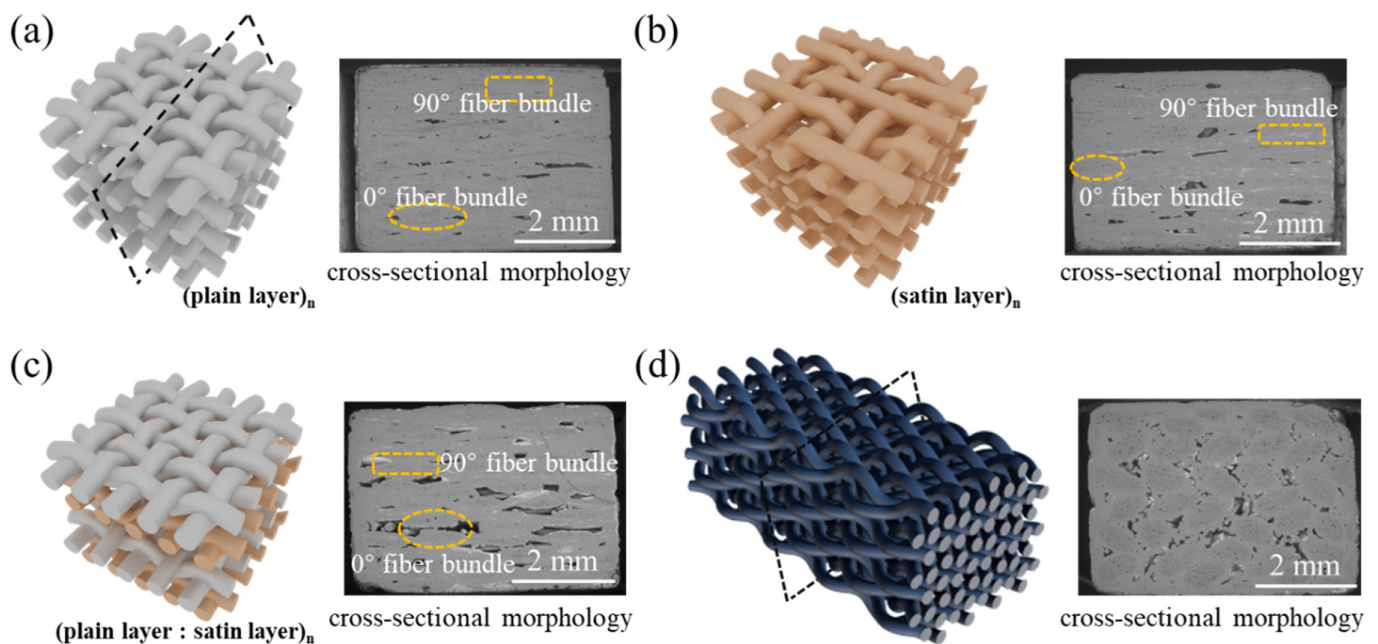 (a)
90° fiber bundle
0° fiber bundle
2 mm
cross-sectional morphology
(plain layer)n
(b)
90° fiber bundle
0° fiber bundle
2 mm
cross-sectional morphology
(satin layer)n
(c)
90° fiber bundle
0° fiber bundle
2 mm
cross-sectional morphology
(plain layer : satin layer)n
(d)
2 mm
cross-sectional morphology